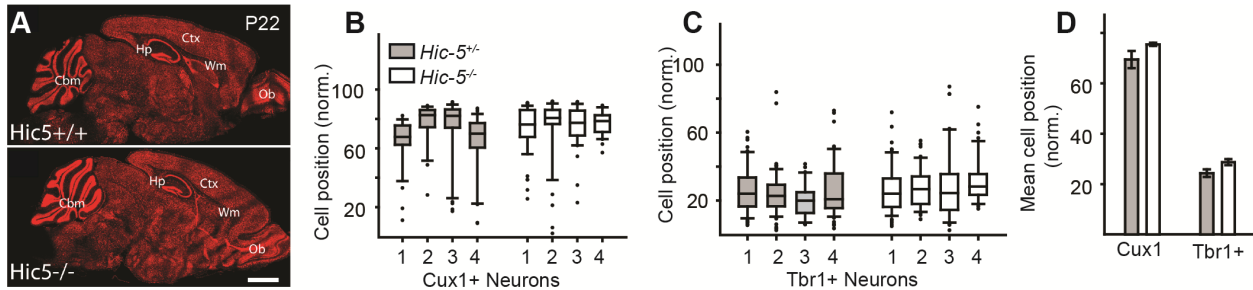 A
P22
Ctx
Hp
Wm
Cbm
Ob
Hic5+/+
Hp
Ctx
Wm
Cbm
Ob
Hic5-/-
B
Hic-5+/-
Hic-5-/-
Cell position (norm.)
100
60
20
1 2 3 4 1 2 3 4
Cux1+ Neurons
C
Cell position (norm.)
100
60
20
1 2 3 4 1 2 3 4
Tbr1+ Neurons
D
Mean cell position
(norm.)
60
20
Cux1 Tbr1+